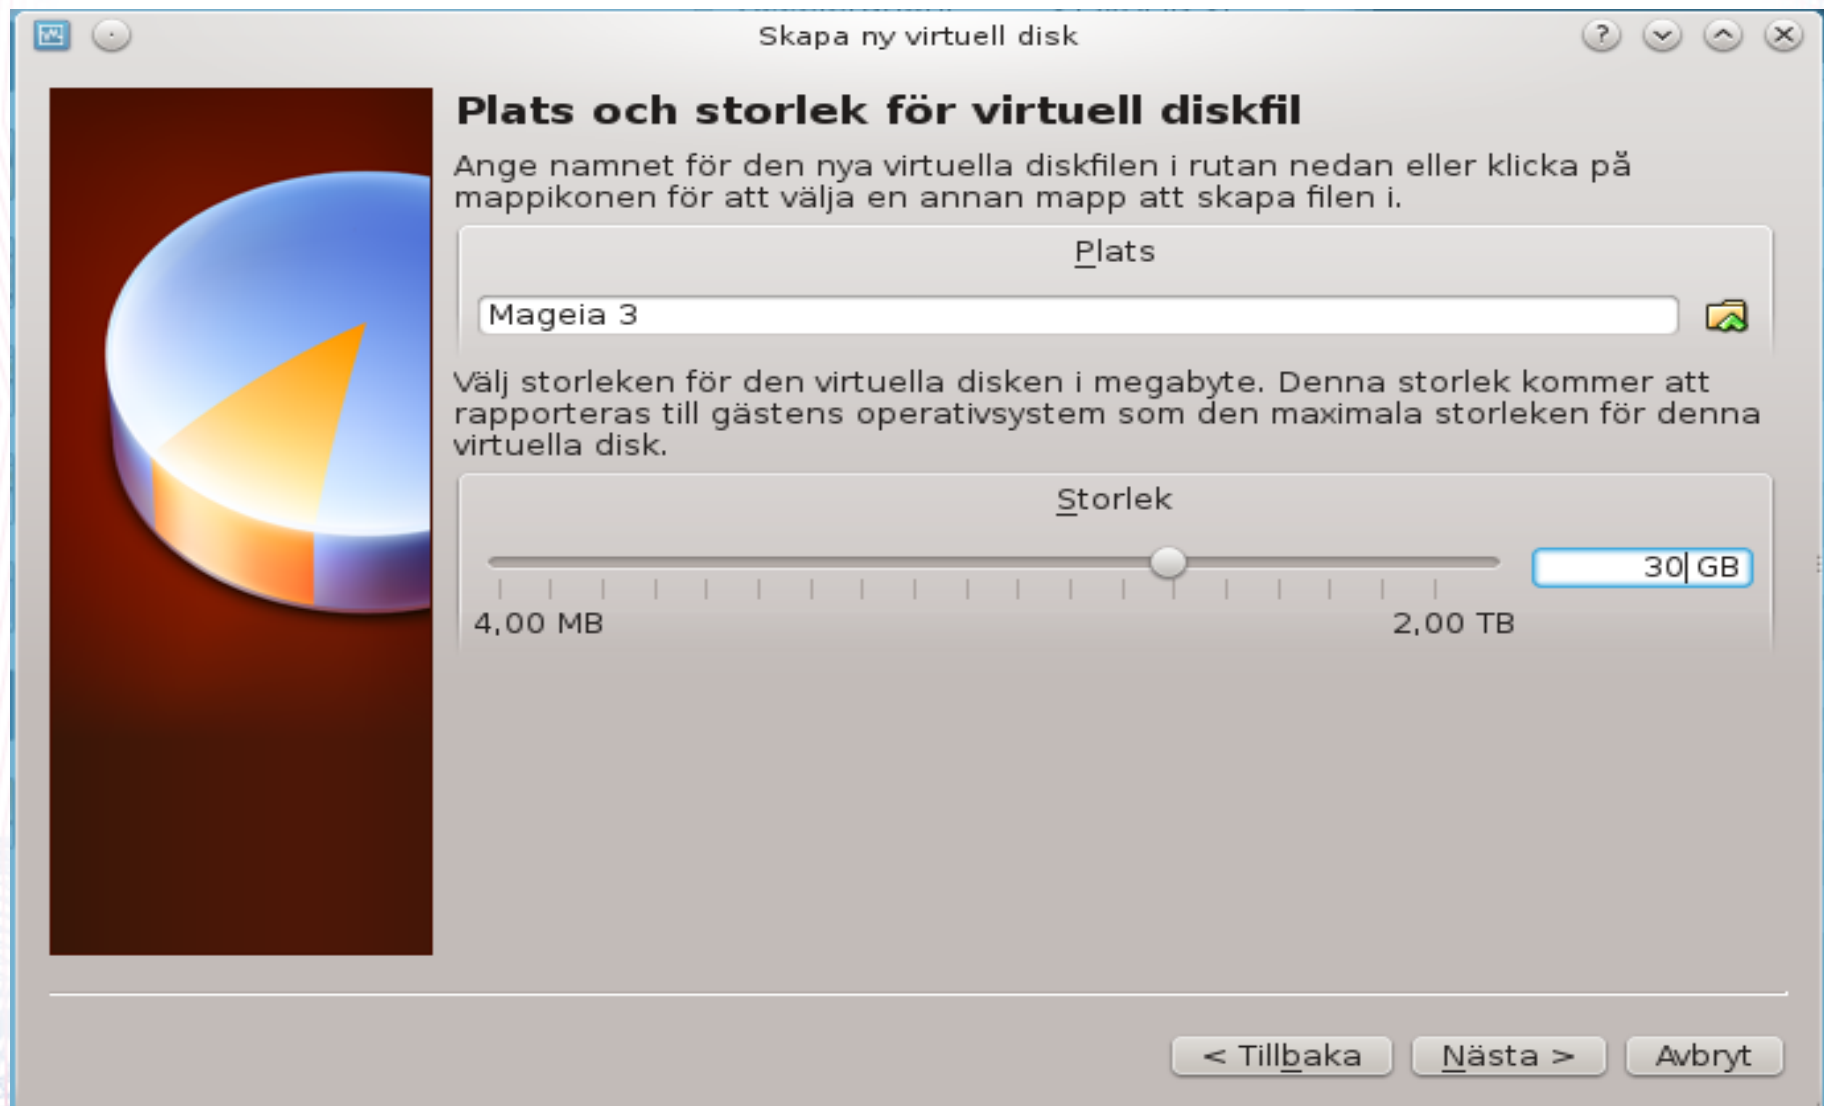 Skapa ny virtuell disk
Plats och storlek för virtuell diskfil
Ange namnet för den nya virtuella diskfilen i rutan nedan eller klicka på
mappikonen för att välja en annan mapp att skapa filen i.
Plats
Mageia 3
Välj storleken för den virtuella disken i megabyte. Denna storlek kommer att
rapporteras till gästens operativsystem som den maximala storleken för denna
virtuella disk.
Storlek
30 GB
4,00 MB 2,00 TB
< Tillbaka Nästa > Avbryt